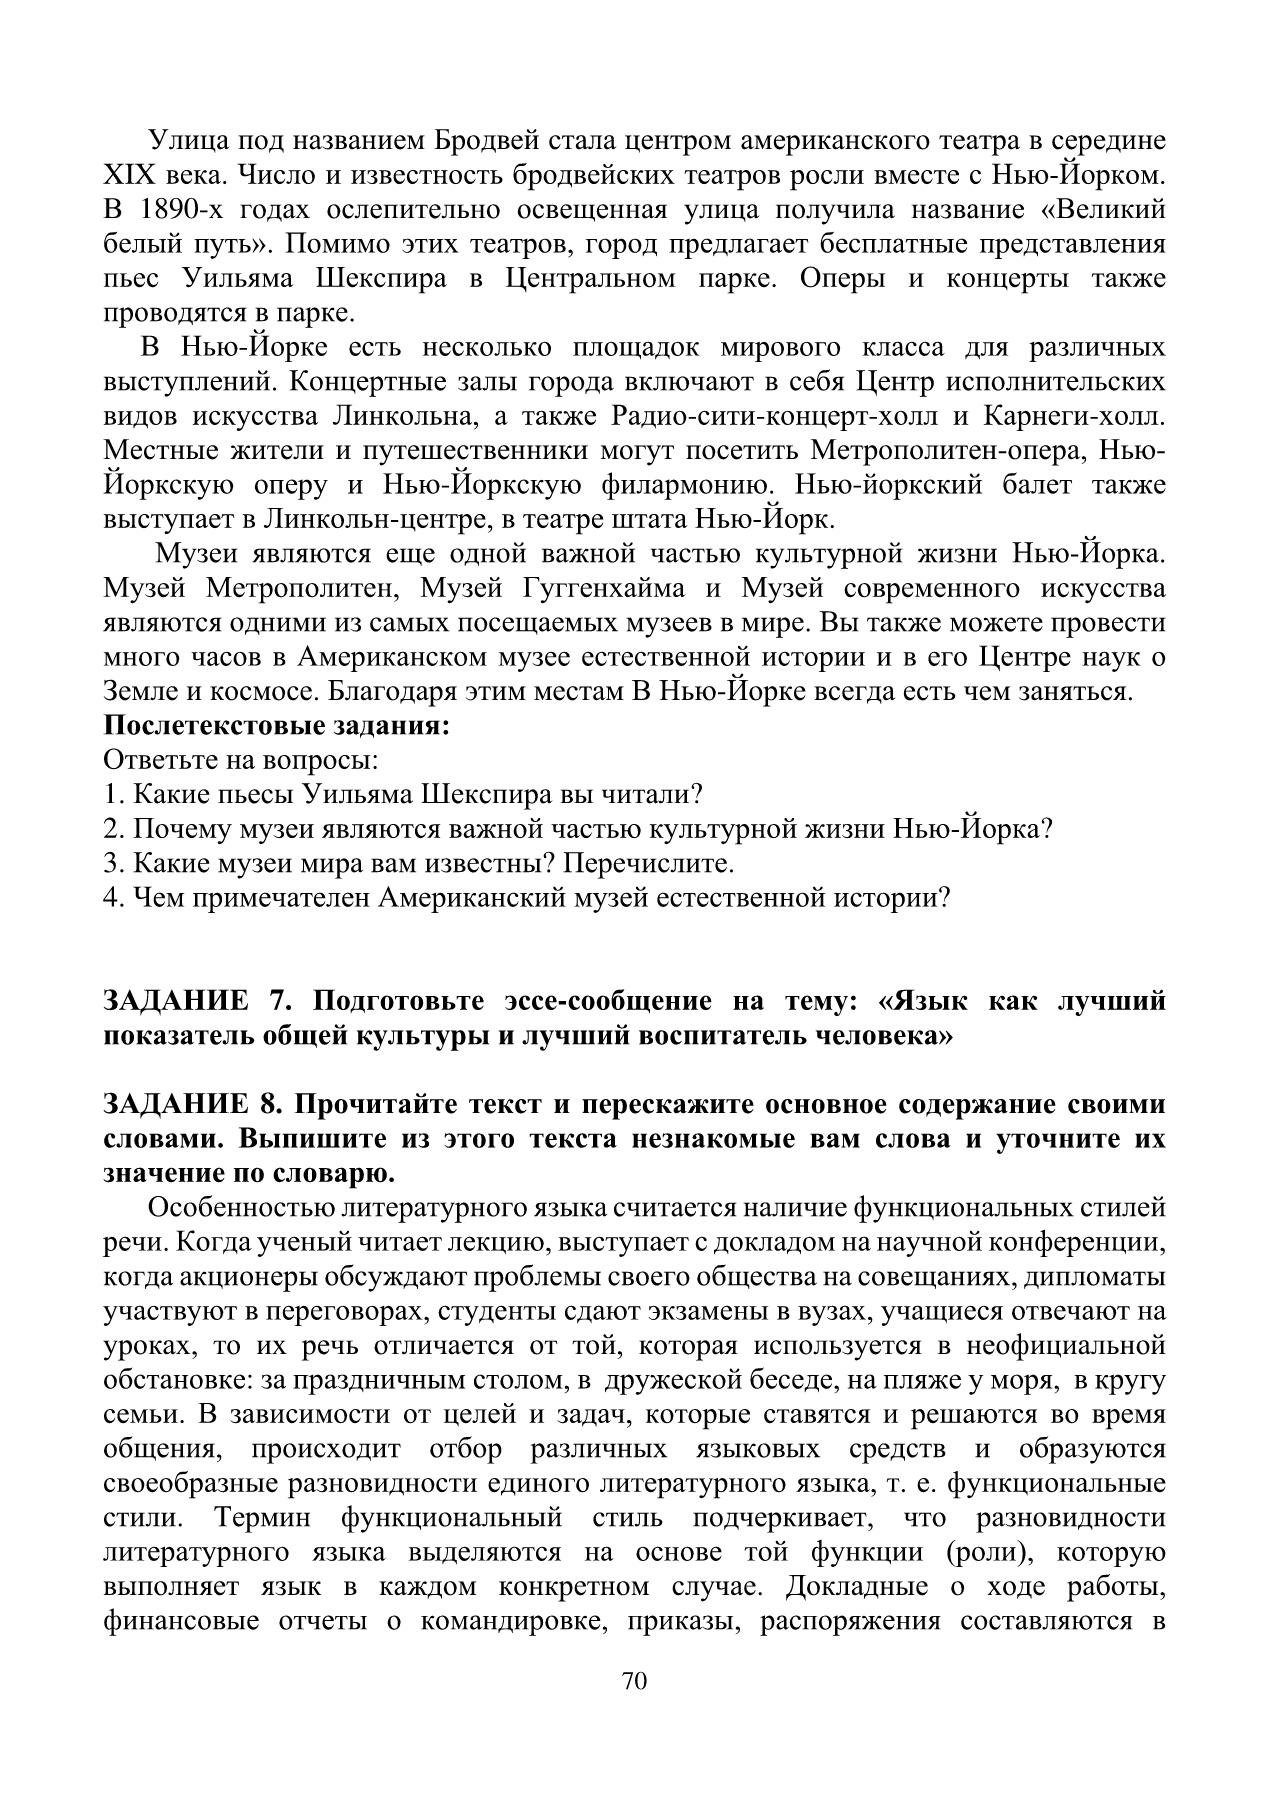 Улица под названием Бродвей стала центром американского театра в середине
XIX века. Число и известность бродвейских театров росли вместе с Нью-Йорком.
В 1890-х годах ослепительно освещенная улица получила название «Великий
белый путь». Помимо этих театров, город предлагает бесплатные представления
пьес Уильяма Шекспира в Центральном парке. Оперы и концерты также
проводятся в парке.
В Нью-Йорке есть несколько площадок мирового класса для различных
выступлений. Концертные залы города включают в себя Центр исполнительских
видов искусства Линкольна, а также Радио-сити-концерт-холл и Карнеги-холл.
Местные жители и путешественники могут посетить Метрополитен-опера, Нью-
Йоркскую оперу и Нью-Йоркскую филармонию. Нью-йоркский балет также
выступает в Линкольн-центре, в театре штата Нью-Йорк.
Музеи являются еще одной важной частью культурной жизни Нью-Йорка.
Музей Метрополитен, Музей Гуггенхайма и Музей современного искусства
являются одними из самых посещаемых музеев в мире. Вы также можете провести
много часов в Американском музее естественной истории и в его Центре наук о
Земле и космосе. Благодаря этим местам В Нью-Йорке всегда есть чем заняться.
Послетекстовые задания:
Ответьте на вопросы:
1. Какие пьесы Уильяма Шекспира вы читали?
2. Почему музеи являются важной частью культурной жизни Нью-Йорка?
3. Какие музеи мира вам известны? Перечислите.
4. Чем примечателен Американский музей естественной истории?
ЗАДАНИЕ 7. Подготовьте эссе-сообщение на тему: «Язык как лучший
показатель общей культуры и лучший воспитатель человека»
ЗАДАНИЕ 8. Прочитайте текст и перескажите основное содержание своими
словами. Выпишите из этого текста незнакомые вам слова и уточните их
значение по словарю.
Особенностью литературного языка считается наличие функциональных стилей
речи. Когда ученый читает лекцию, выступает с докладом на научной конференции,
когда акционеры обсуждают проблемы своего общества на совещаниях, дипломаты
участвуют в переговорах, студенты сдают экзамены в вузах, учащиеся отвечают на
уроках, то их речь отличается от той, которая используется в неофициальной
обстановке: за праздничным столом, в дружеской беседе, на пляже у моря, в кругу
семьи. В зависимости от целей и задач, которые ставятся и решаются во время
общения, происходит отбор различных языковых средств и образуются
своеобразные разновидности единого литературного языка, т. е. функциональные
стили. Термин функциональный стиль подчеркивает, что разновидности
литературного языка выделяются на основе той функции (роли), которую
выполняет язык в каждом конкретном случае. Докладные о ходе работы,
финансовые отчеты о командировке, приказы, распоряжения составляются в
70